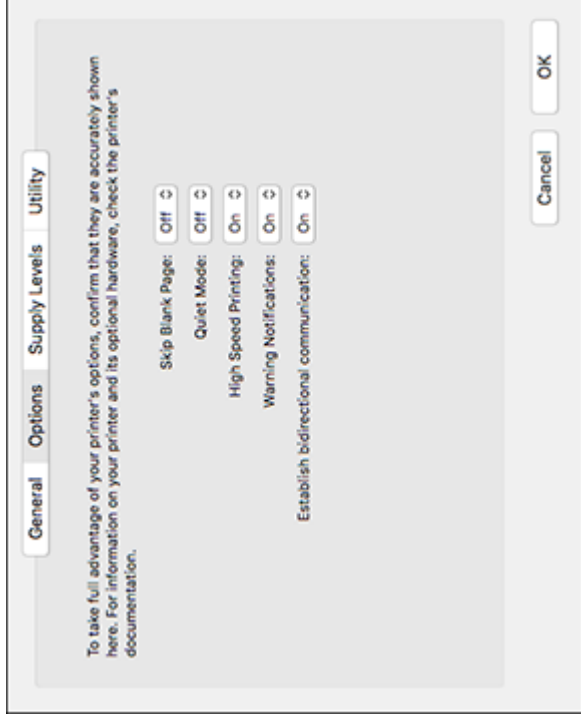 General Options Supply Levels Utility
To take full advantage of your printer's options, confirm that they are accurately shown
here. For information on your printer and its optional hardware, check the printer's
documentation.
Skip Blank Page: Off
Quiet Mode: Off
High Speed Printing: On
Warning Notifications: On
Establish bidirectional communication: On
Cancel OK